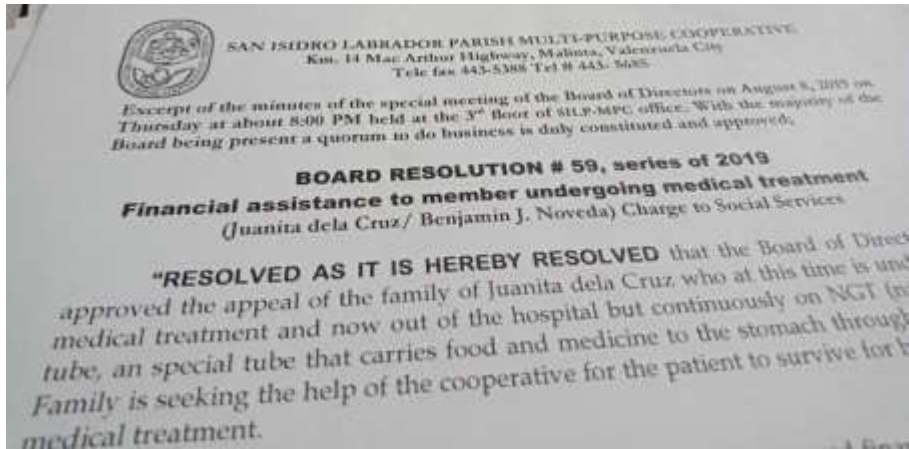 SAN ISIDRO LABRADOR PARISH MULTI-PURPOSE COOPERATIVE
Km. 14 Mac Arthur Highway, Malinta, Valenzuela City
Tele fax 443-5388 Tel # 443- 5685
Excerpt of the minutes of the special meeting of the Board of Directors on August 8, 2019 on
Thursday at about 8:00 PM held at the 3rd floor of SILP-MPC office. With the majority of the
Board being present a quorum to do business is duly constituted and approved;
BOARD RESOLUTION # 59, series of 2019
Financial assistance to member undergoing medical treatment
(Juanita dela Cruz/ Benjamin J. Noveda) Charge to Social Services
"RESOLVED AS IT IS HEREBY RESOLVED that the Board of Direct
approved the appeal of the family of Juanita dela Cruz who at this time is und
medical treatment and now out of the hospital but continuously on NGT (n
tube, an special tube that carries food and medicine to the stomach through
Family is seeking the help of the cooperative for the patient to survive for h
medical treatment.